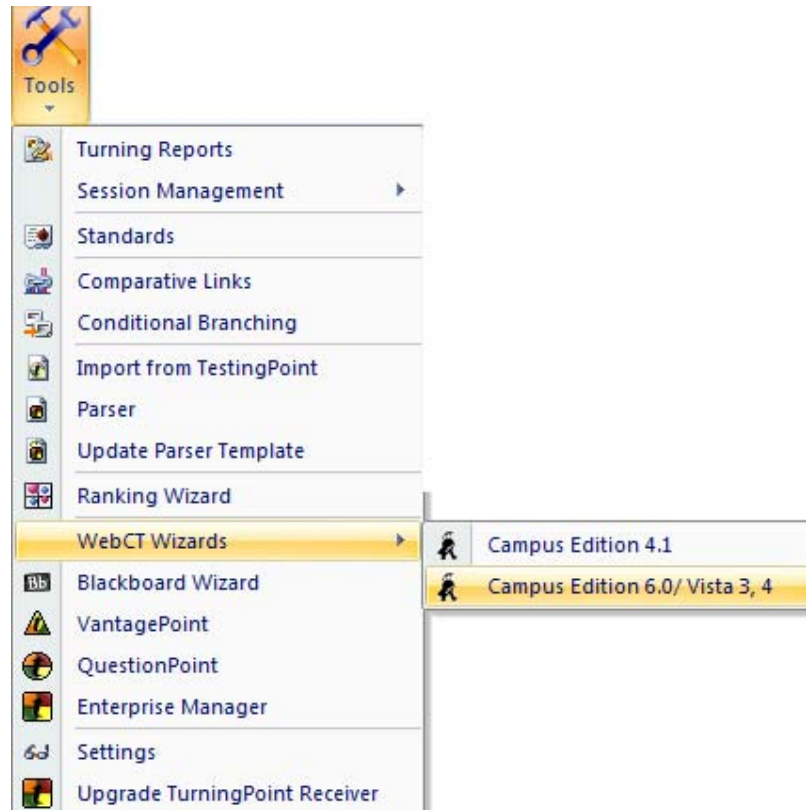 Tools
Turning Reports
Session Management
Standards
Comparative Links
Conditional Branching
Import from TestingPoint
Parser
Update Parser Template
Ranking Wizard
WebCT Wizards
Campus Edition 4.1
Bb Blackboard Wizard
Campus Edition 6.0/ Vista 3, 4
VantagePoint
QuestionPoint
Enterprise Manager
Settings
Upgrade TurningPoint Receiver